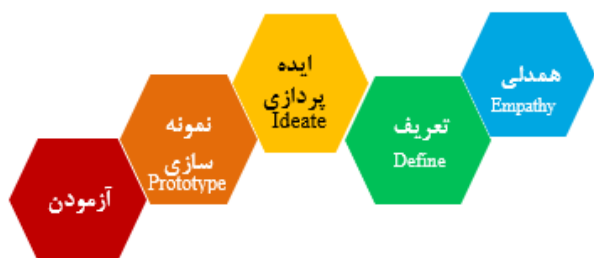 همدلی
Empathy
تعریف
Define
ایده
پردازی
Ideate
نمونه
سازی
Prototype
آزمودن